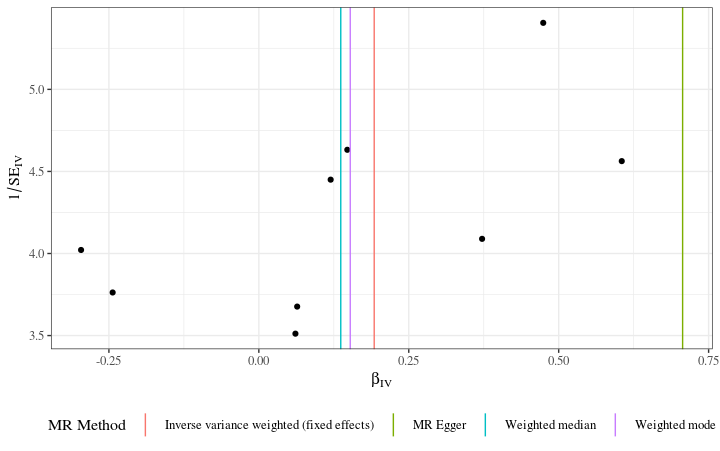 5.0
4.5
4.0
3.5
1/SE_IV
-0.25 0.00 0.25 0.50 0.75
β_IV
MR Method Inverse variance weighted (fixed effects) MR Egger Weighted median Weighted mode